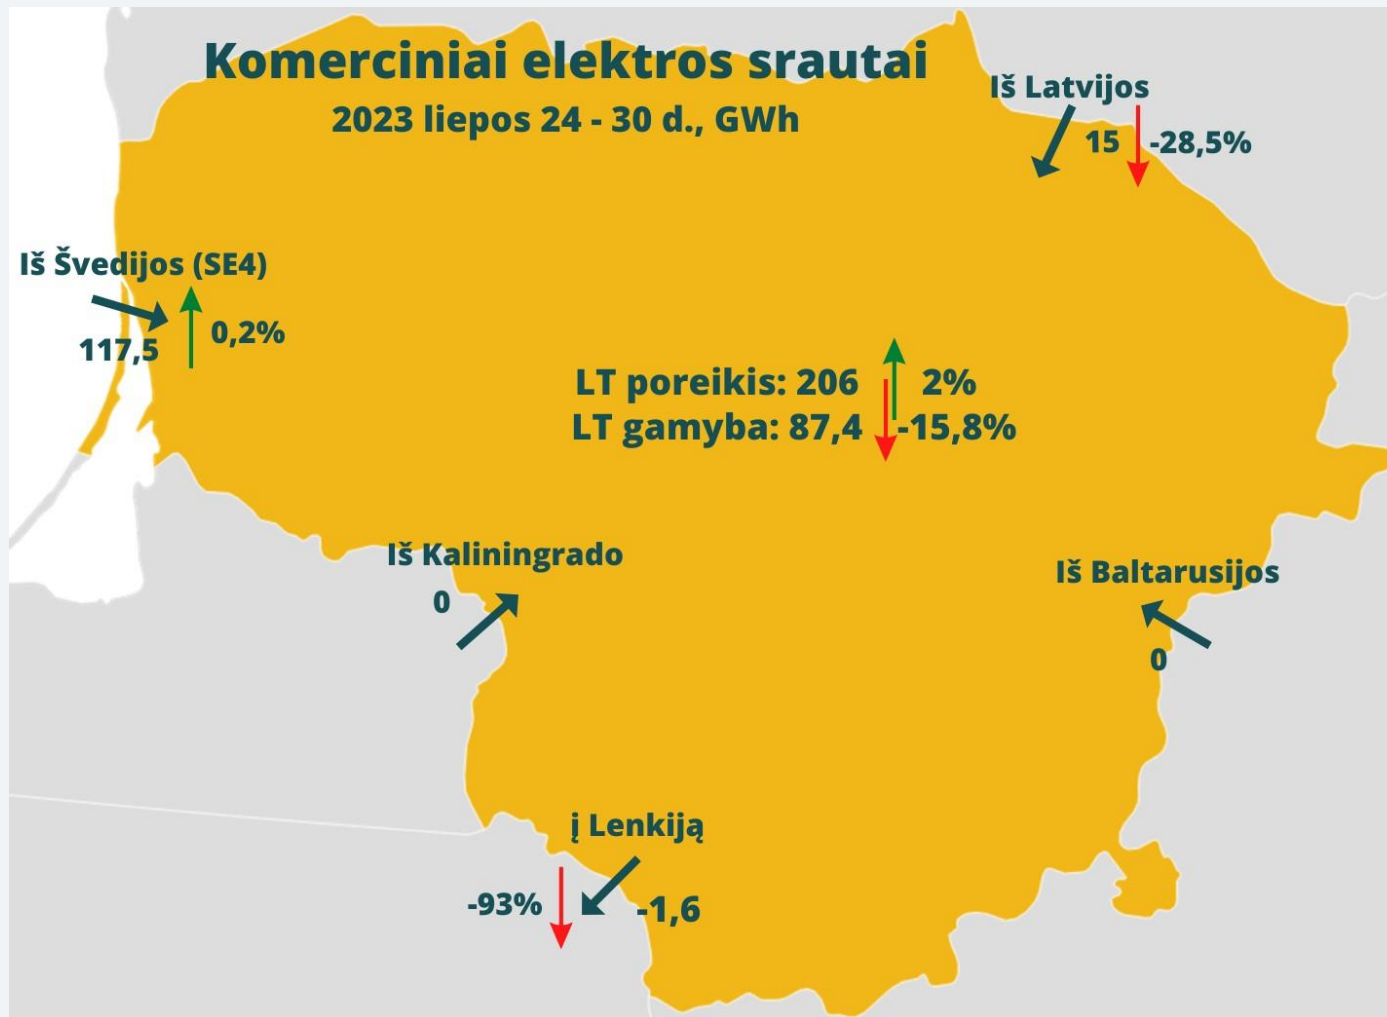 Komerciniai elektros srautai
2023 liepos 24 - 30 d., GWh
Iš Latvijos
15 -28,5%
Iš Švedijos (SE4)
117,5 0,2%
LT poreikis: 206 2%
LT gamyba: 87,4 -15,8%
Iš Kaliningrado
0
Iš Baltarusijos
0
į Lenkiją
-93% -1,6